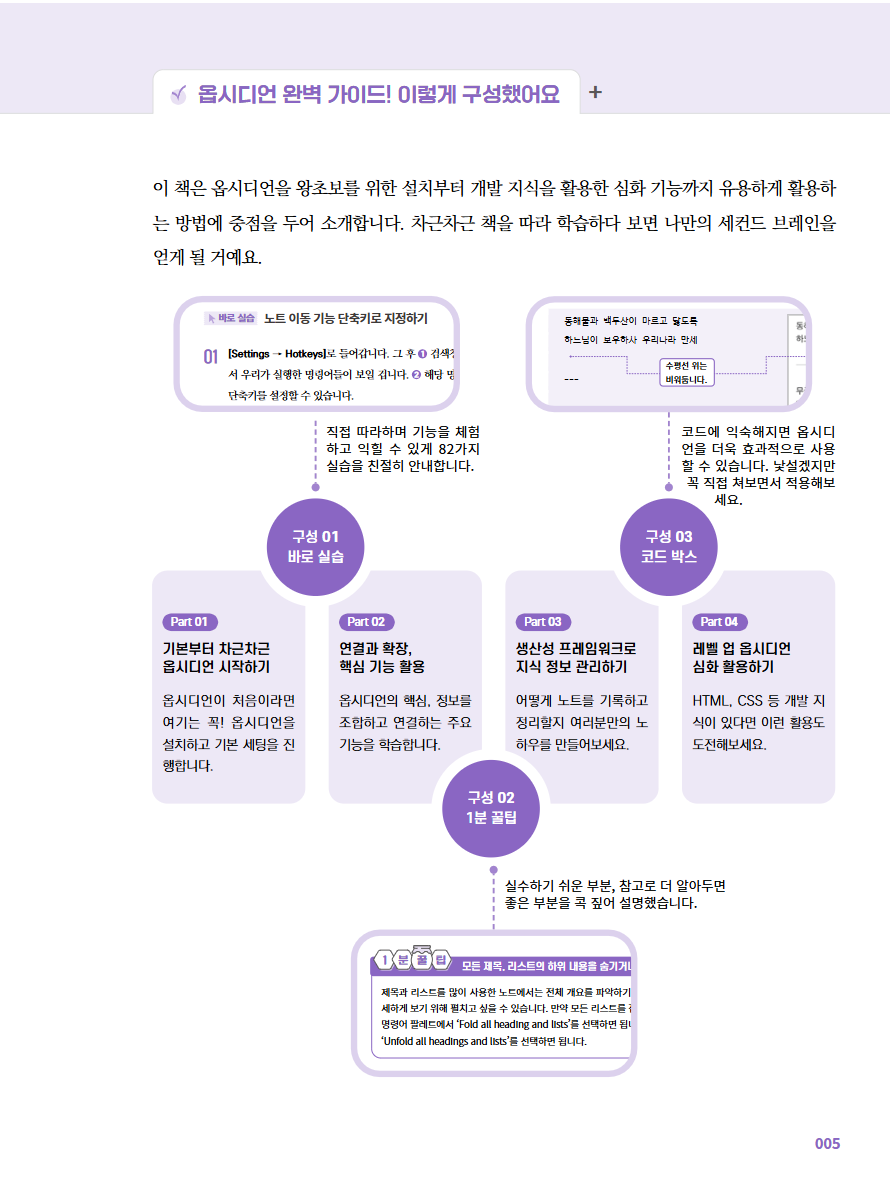 옵시디언 완벽 가이드! 이렇게 구성했어요 +
이 책은 옵시디언을 왕초보를 위한 설치부터 개발 지식을 활용한 심화 기능까지 유용하게 활용하
는 방법에 중점을 두어 소개합니다. 차근차근 책을 따라 학습하다 보면 나만의 세컨드 브레인을
얻게 될 거예요.
바로 실습 노트 이동 기능 단축키로 지정하기
01 [Settings → Hotkeys]로 들어갑니다. 그 후 ❶ 검색
서 우리가 실행한 명령어들이 보일 겁니다. ❷ 해당
단축키를 설정할 수 있습니다.
동해물과 백두산이 마르고 닳도록
하느님이 보우하사 우리나라 만세
수평선 위는
비워둡니다.
---
직접 따라하며 기능을 체험
하고 익힐 수 있게 82가지
실습을 친절히 안내합니다.
코드에 익숙해지면 옵시디
언을 더욱 효과적으로 사용
할 수 있습니다. 낯설겠지만
꼭 직접 쳐보면서 적용해보
세요.
구성 01
바로 실습
구성 03
코드 박스
Part 01
기본부터 차근차근
옵시디언 시작하기
옵시디언이 처음이라면
여기는 꼭! 옵시디언을
설치하고 기본 세팅을 진
행합니다.
Part 02
연결과 확장,
핵심 기능 활용
옵시디언의 핵심, 정보를
조합하고 연결하는 주요
기능을 학습합니다.
Part 03
생산성 프레임워크로
지식 정보 관리하기
어떻게 노트를 기록하고
정리할지 여러분만의 노
하우를 만들어보세요.
Part 04
레벨 업 옵시디언
심화 활용하기
HTML, CSS 등 개발 지
식이 있다면 이런 활용도
도전해보세요.
구성 02
1분 꿀팁
실수하기 쉬운 부분, 참고로 더 알아두면
좋은 부분을 콕 짚어 설명했습니다.
1분꿀팁 모든 제목, 리스트의 하위 내용을 숨기거나
제목과 리스트를 많이 사용한 노트에서는 전체 개요를 파악하기
세하게 보기 위해 펼치고 싶을 수 있습니다. 만약 모든 리스트를
명령어 팔레트에서 ‘Fold all heading and lists’를 선택하면 됩니
‘Unfold all headings and lists’를 선택하면 됩니다.
005